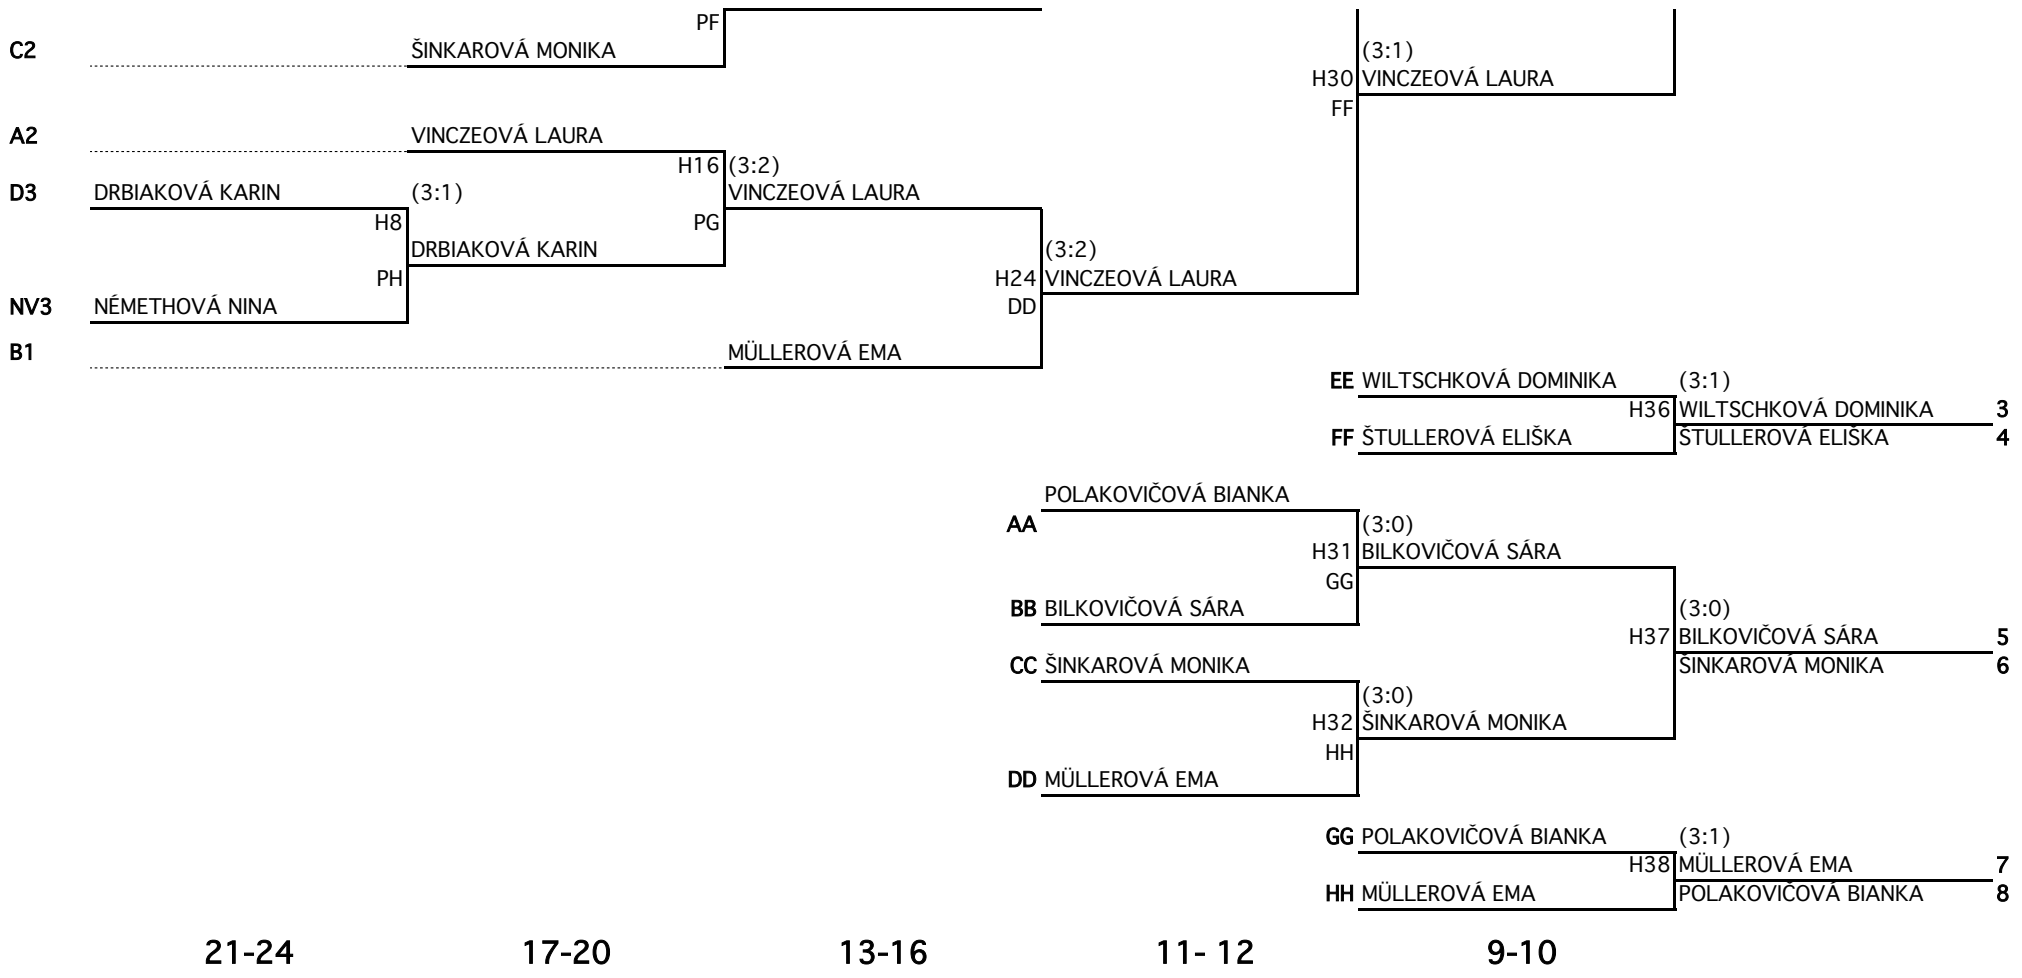 PF
C2 ŠINKAROVÁ MONIKA (3:1)
H30 VINCZEOVÁ LAURA
FF
A2 VINCZEOVÁ LAURA
H16 (3:2)
D3 DRBIAKOVÁ KARIN (3:1) VINCZEOVÁ LAURA
H8 PG
DRBIAKOVÁ KARIN (3:2)
PH H24 VINCZEOVÁ LAURA
NV3 NÉMETHOVÁ NINA DD
B1 MÜLLEROVÁ EMA
EE WILTSCHKOVÁ DOMINIKA (3:1)
H36 WILTSCHKOVÁ DOMINIKA 3
FF ŠTULLEROVÁ ELIŠKA ŠTULLEROVÁ ELIŠKA 4
POLAKOVIČOVÁ BIANKA
AA (3:0)
H31 BILKOVIČOVÁ SÁRA
GG
BB BILKOVIČOVÁ SÁRA (3:0)
H37 BILKOVIČOVÁ SÁRA 5
CC ŠINKAROVÁ MONIKA ŠINKAROVÁ MONIKA 6
(3:0)
H32 ŠINKAROVÁ MONIKA
HH
DD MÜLLEROVÁ EMA
GG POLAKOVIČOVÁ BIANKA (3:1)
H38 MÜLLEROVÁ EMA 7
HH MÜLLEROVÁ EMA POLAKOVIČOVÁ BIANKA 8
21-24 17-20 13-16 11- 12 9-10